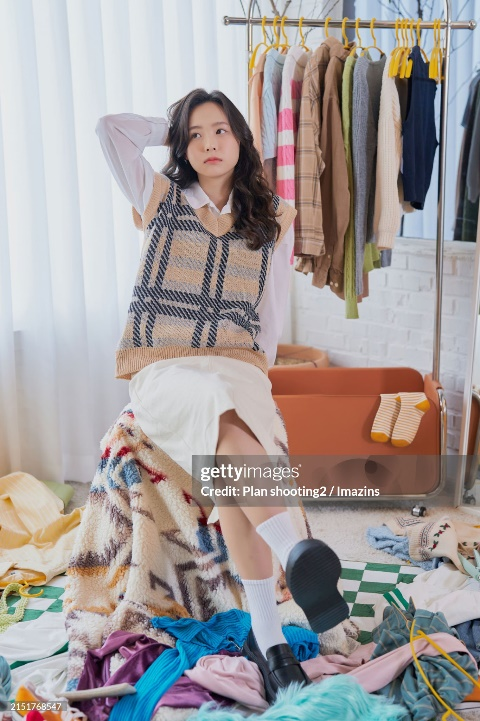 gettyimages
Credit: Plan shooting2 / Imazins
2151768547